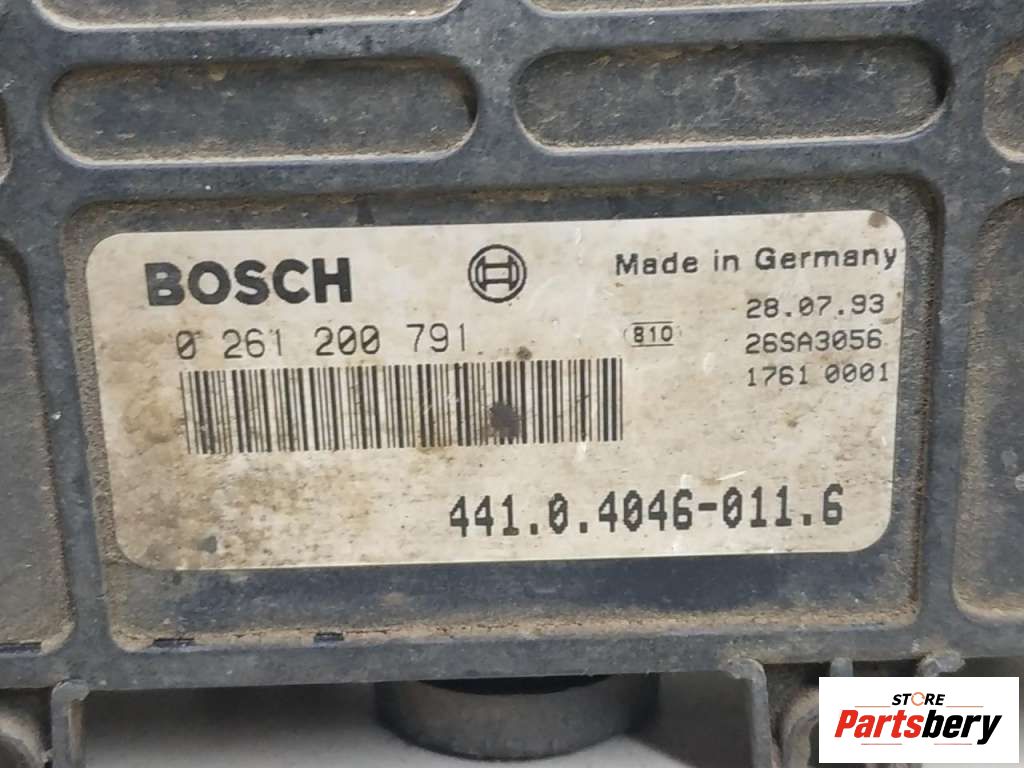 BOSCH
Made in Germany
28.07.93
0 261 200 791
810
26SA3056
1761 0001
441.0.4046-011.6
STORE
Partsbery